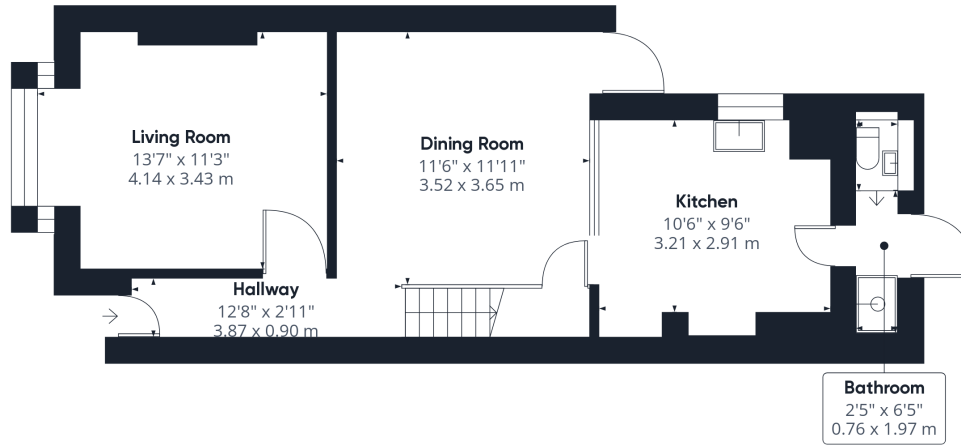 Living Room
13'7" x 11'3"
4.14 x 3.43 m
Dining Room
11'6" x 11'11"
3.52 x 3.65 m
Kitchen
10'6" x 9'6"
3.21 x 2.91 m
Hallway
12'8" x 2'11"
3.87 x 0.90 m
Bathroom
2'5" x 6'5"
0.76 x 1.97 m